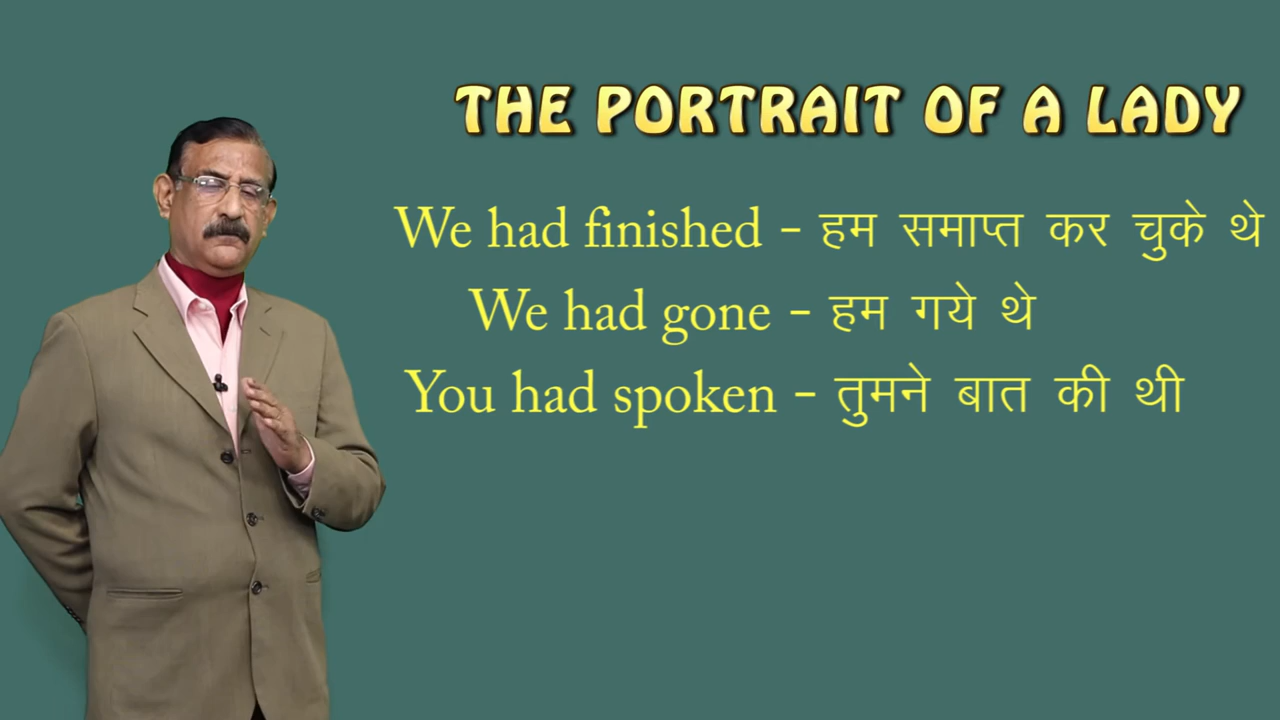 THE PORTRAIT OF A LADY
We had finished - हम समाप्त कर चुके थे
We had gone - हम गये थे
You had spoken - तुमने बात की थी